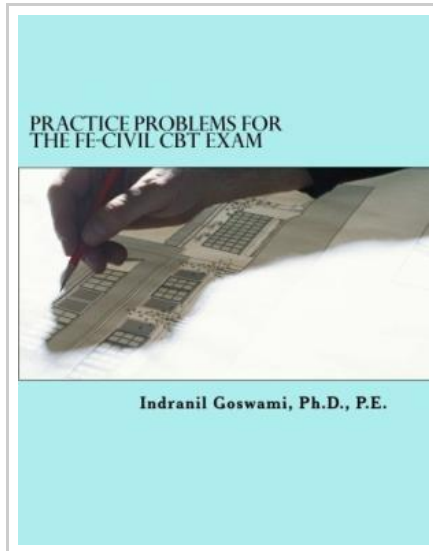 PRACTICE PROBLEMS FOR
THE FE-CIVIL CBT EXAM
Indranil Goswami, Ph.D., P.E.